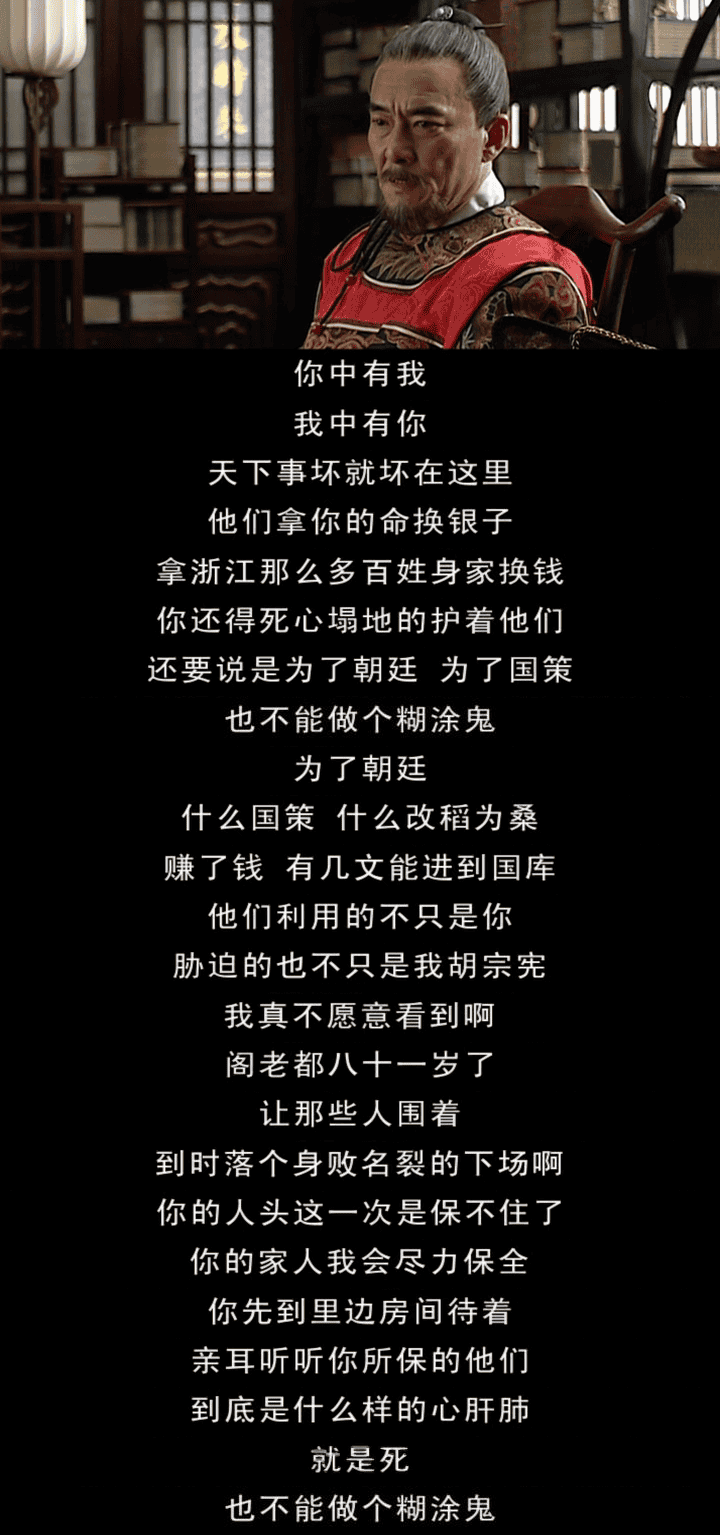 你中有我
我中有你
天下事坏就坏在这里
他们拿你的命换银子
拿浙江那么多百姓身家换钱
你还得死心塌地的护着他们
还要说是为了朝廷 为了国策
也不能做个糊涂鬼
为了朝廷
什么国策 什么改稻为桑
赚了钱 有几文能进到国库
他们利用的不只是你
胁迫的也不只是我胡宗宪
我真不愿意看到啊
阁老都八十一岁了
让那些人围着
到时落个身败名裂的下场啊
你的人头这一次是保不住了
你的家人我会尽力保全
你先到里边房间待着
亲耳听听你所保的他们
到底是什么样的心肝肺
就是死
也不能做个糊涂鬼